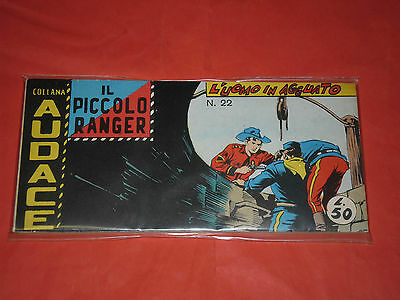 COLLANA
AUDACE
IL
PICCOLO
RANGER
L'UOMO IN AGGUATO
N. 22
L. 50